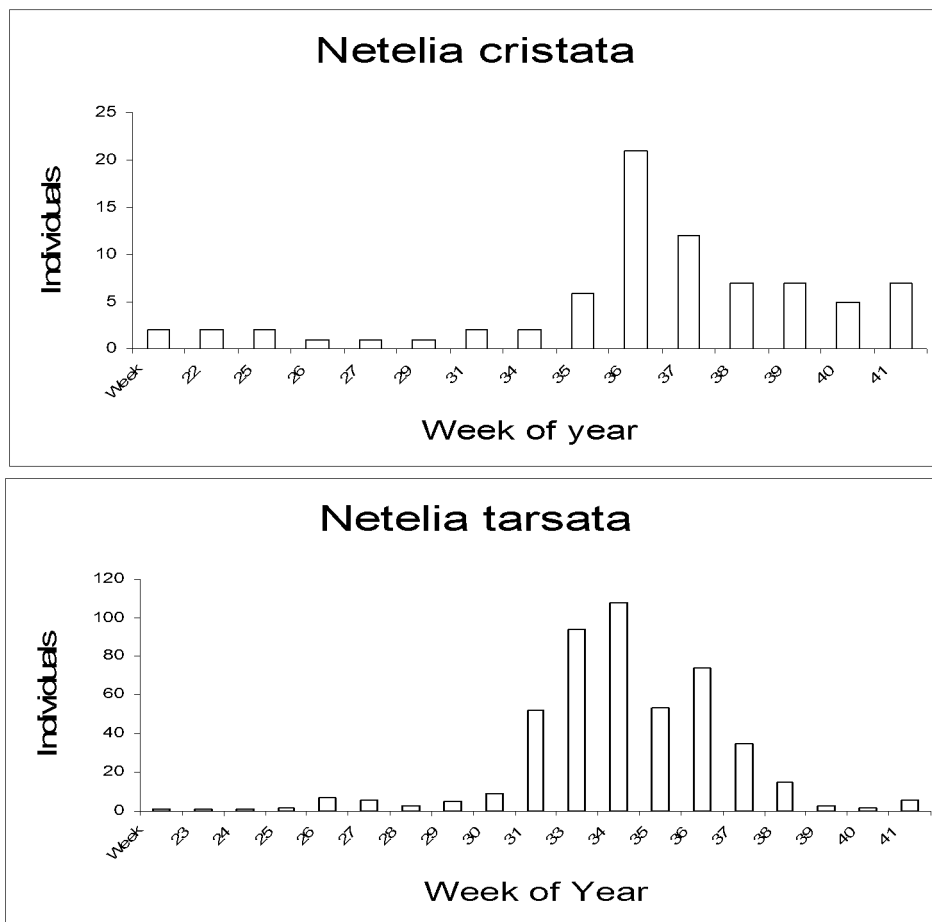 Netelia cristata
25
20
15
10
5
0
Individuals
Week 22 25 26 27 29 31 34 35 36 37 38 39 40 41
Week of year
Netelia tarsata
120
100
80
60
40
20
0
Individuals
Week 23 24 25 26 27 28 29 30 31 33 34 35 36 37 38 39 40 41
Week of Year